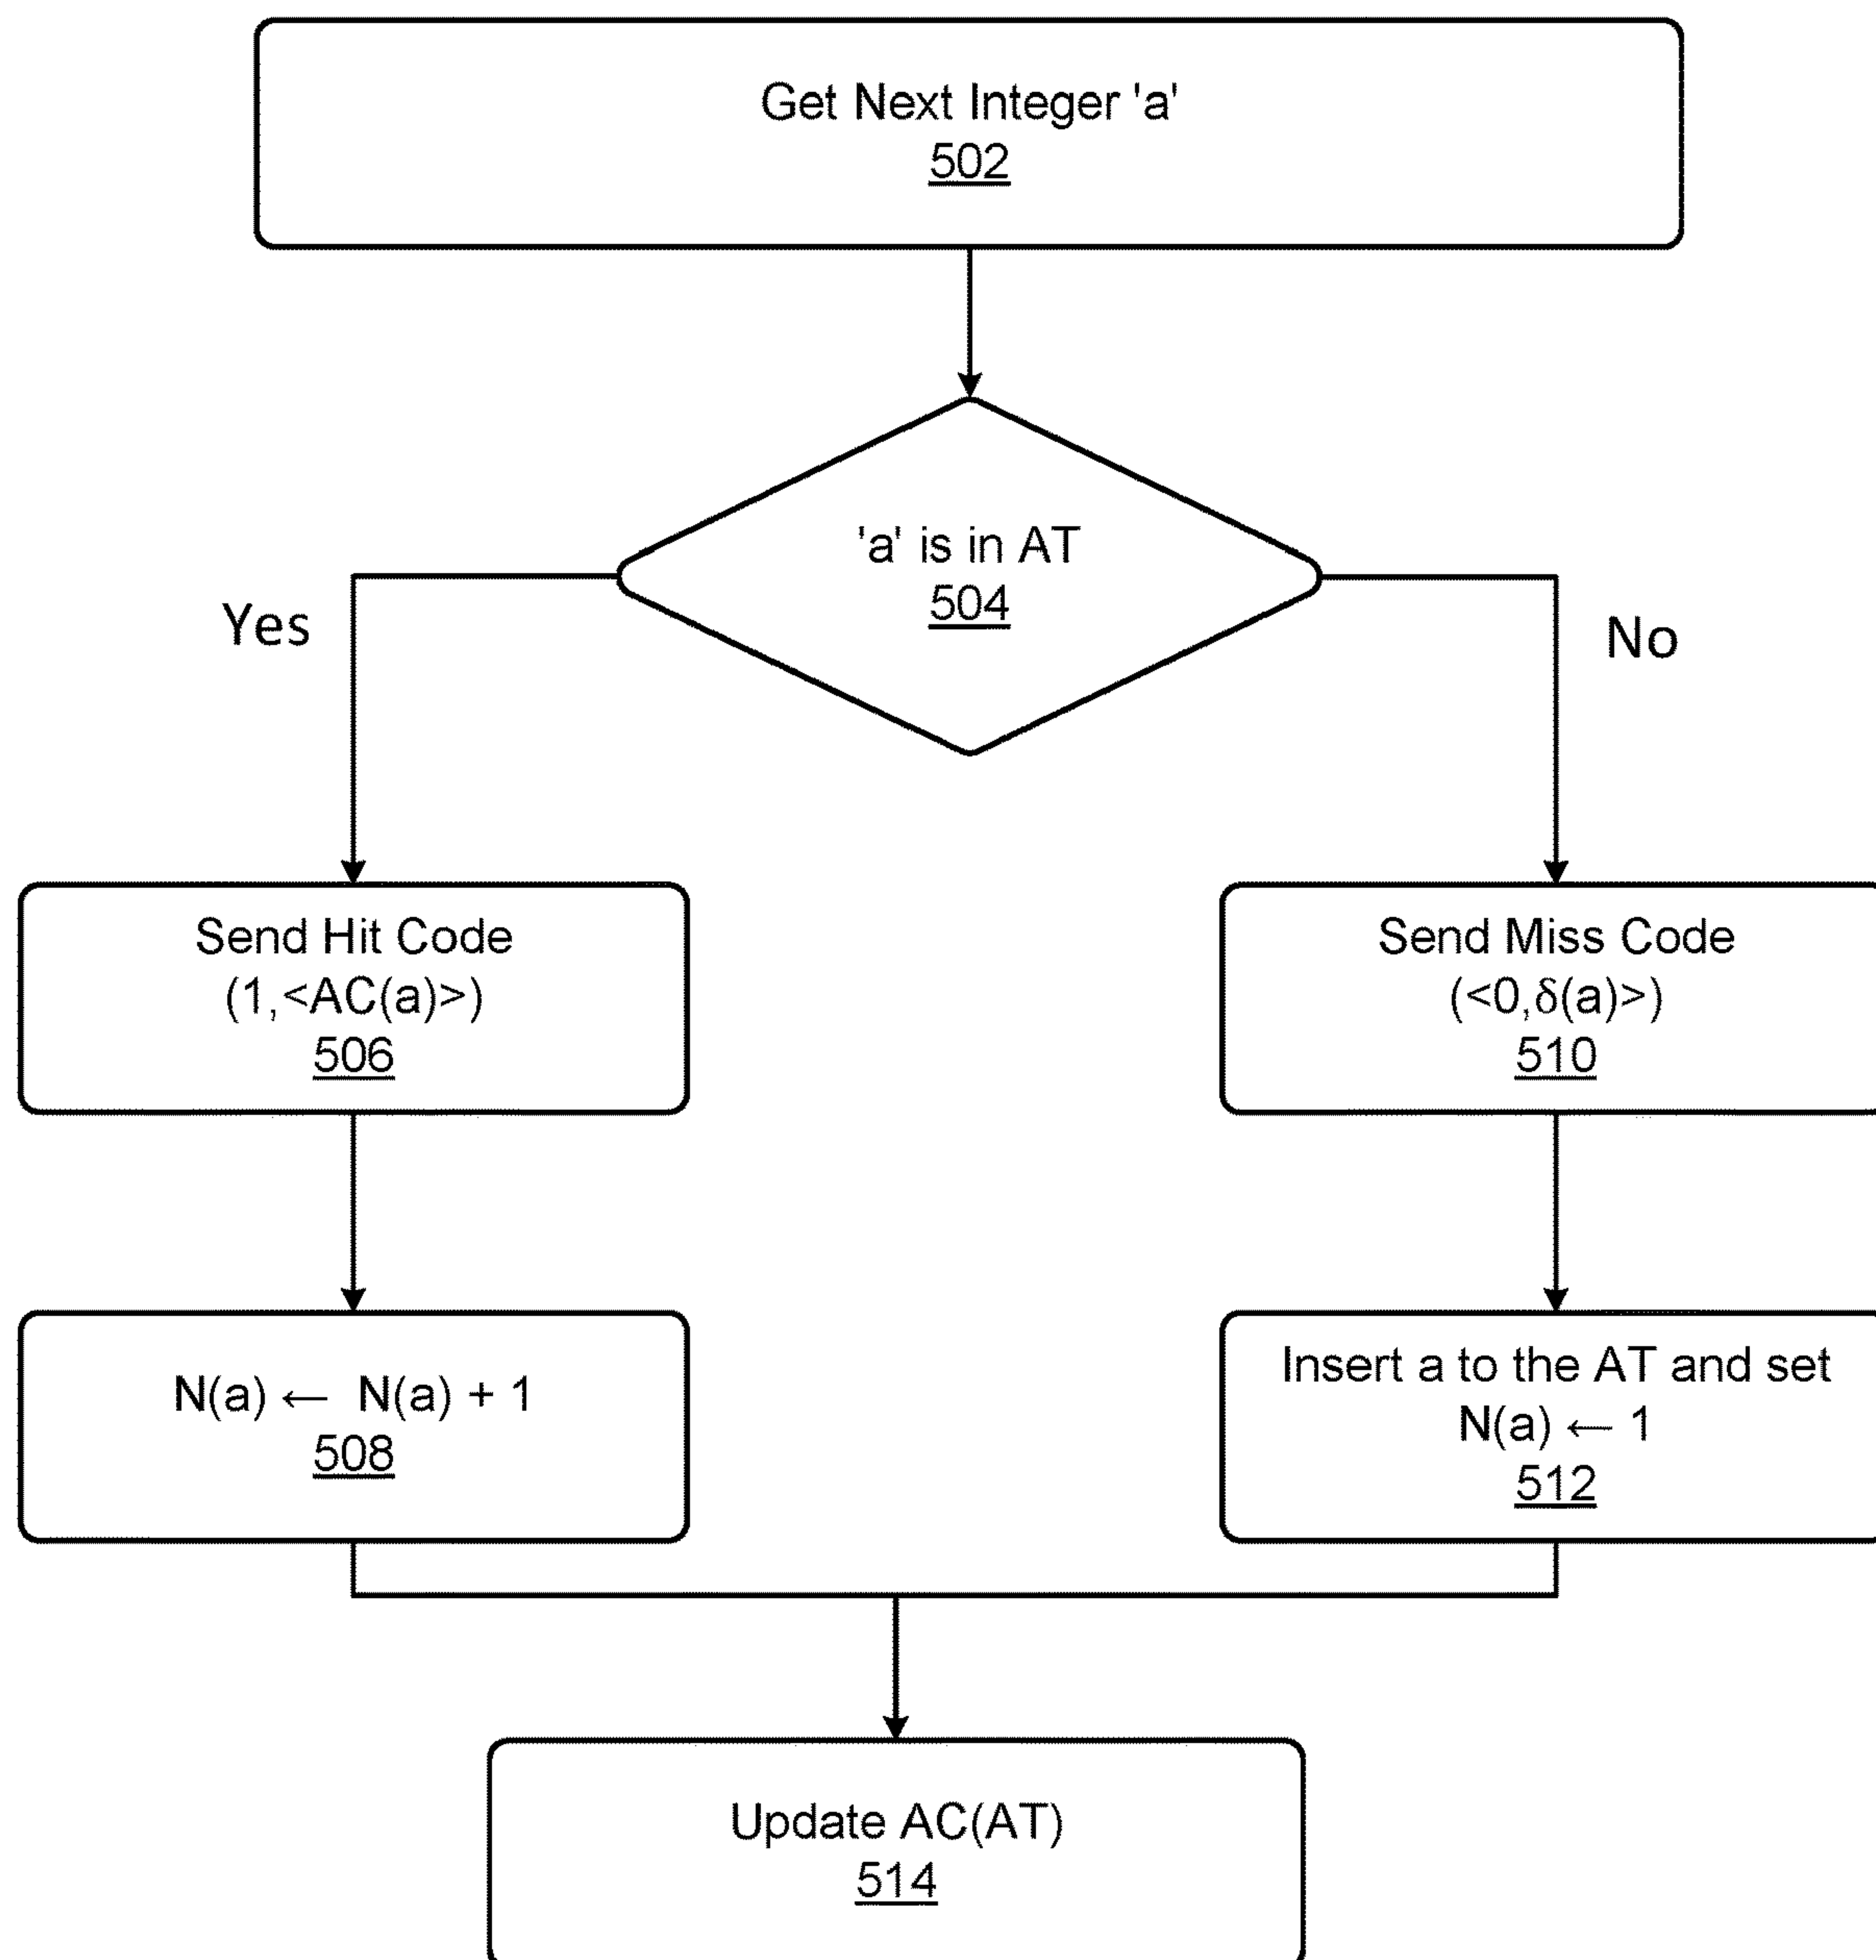 Get Next Integer 'a'
502
'a' is in AT
504
Yes
No
Send Hit Code
(1,<AC(a)>)
506
Send Miss Code
(<0,δ(a)>)
510
N(a) ← N(a) + 1
508
Insert a to the AT and set
N(a) ← 1
512
Update AC(AT)
514